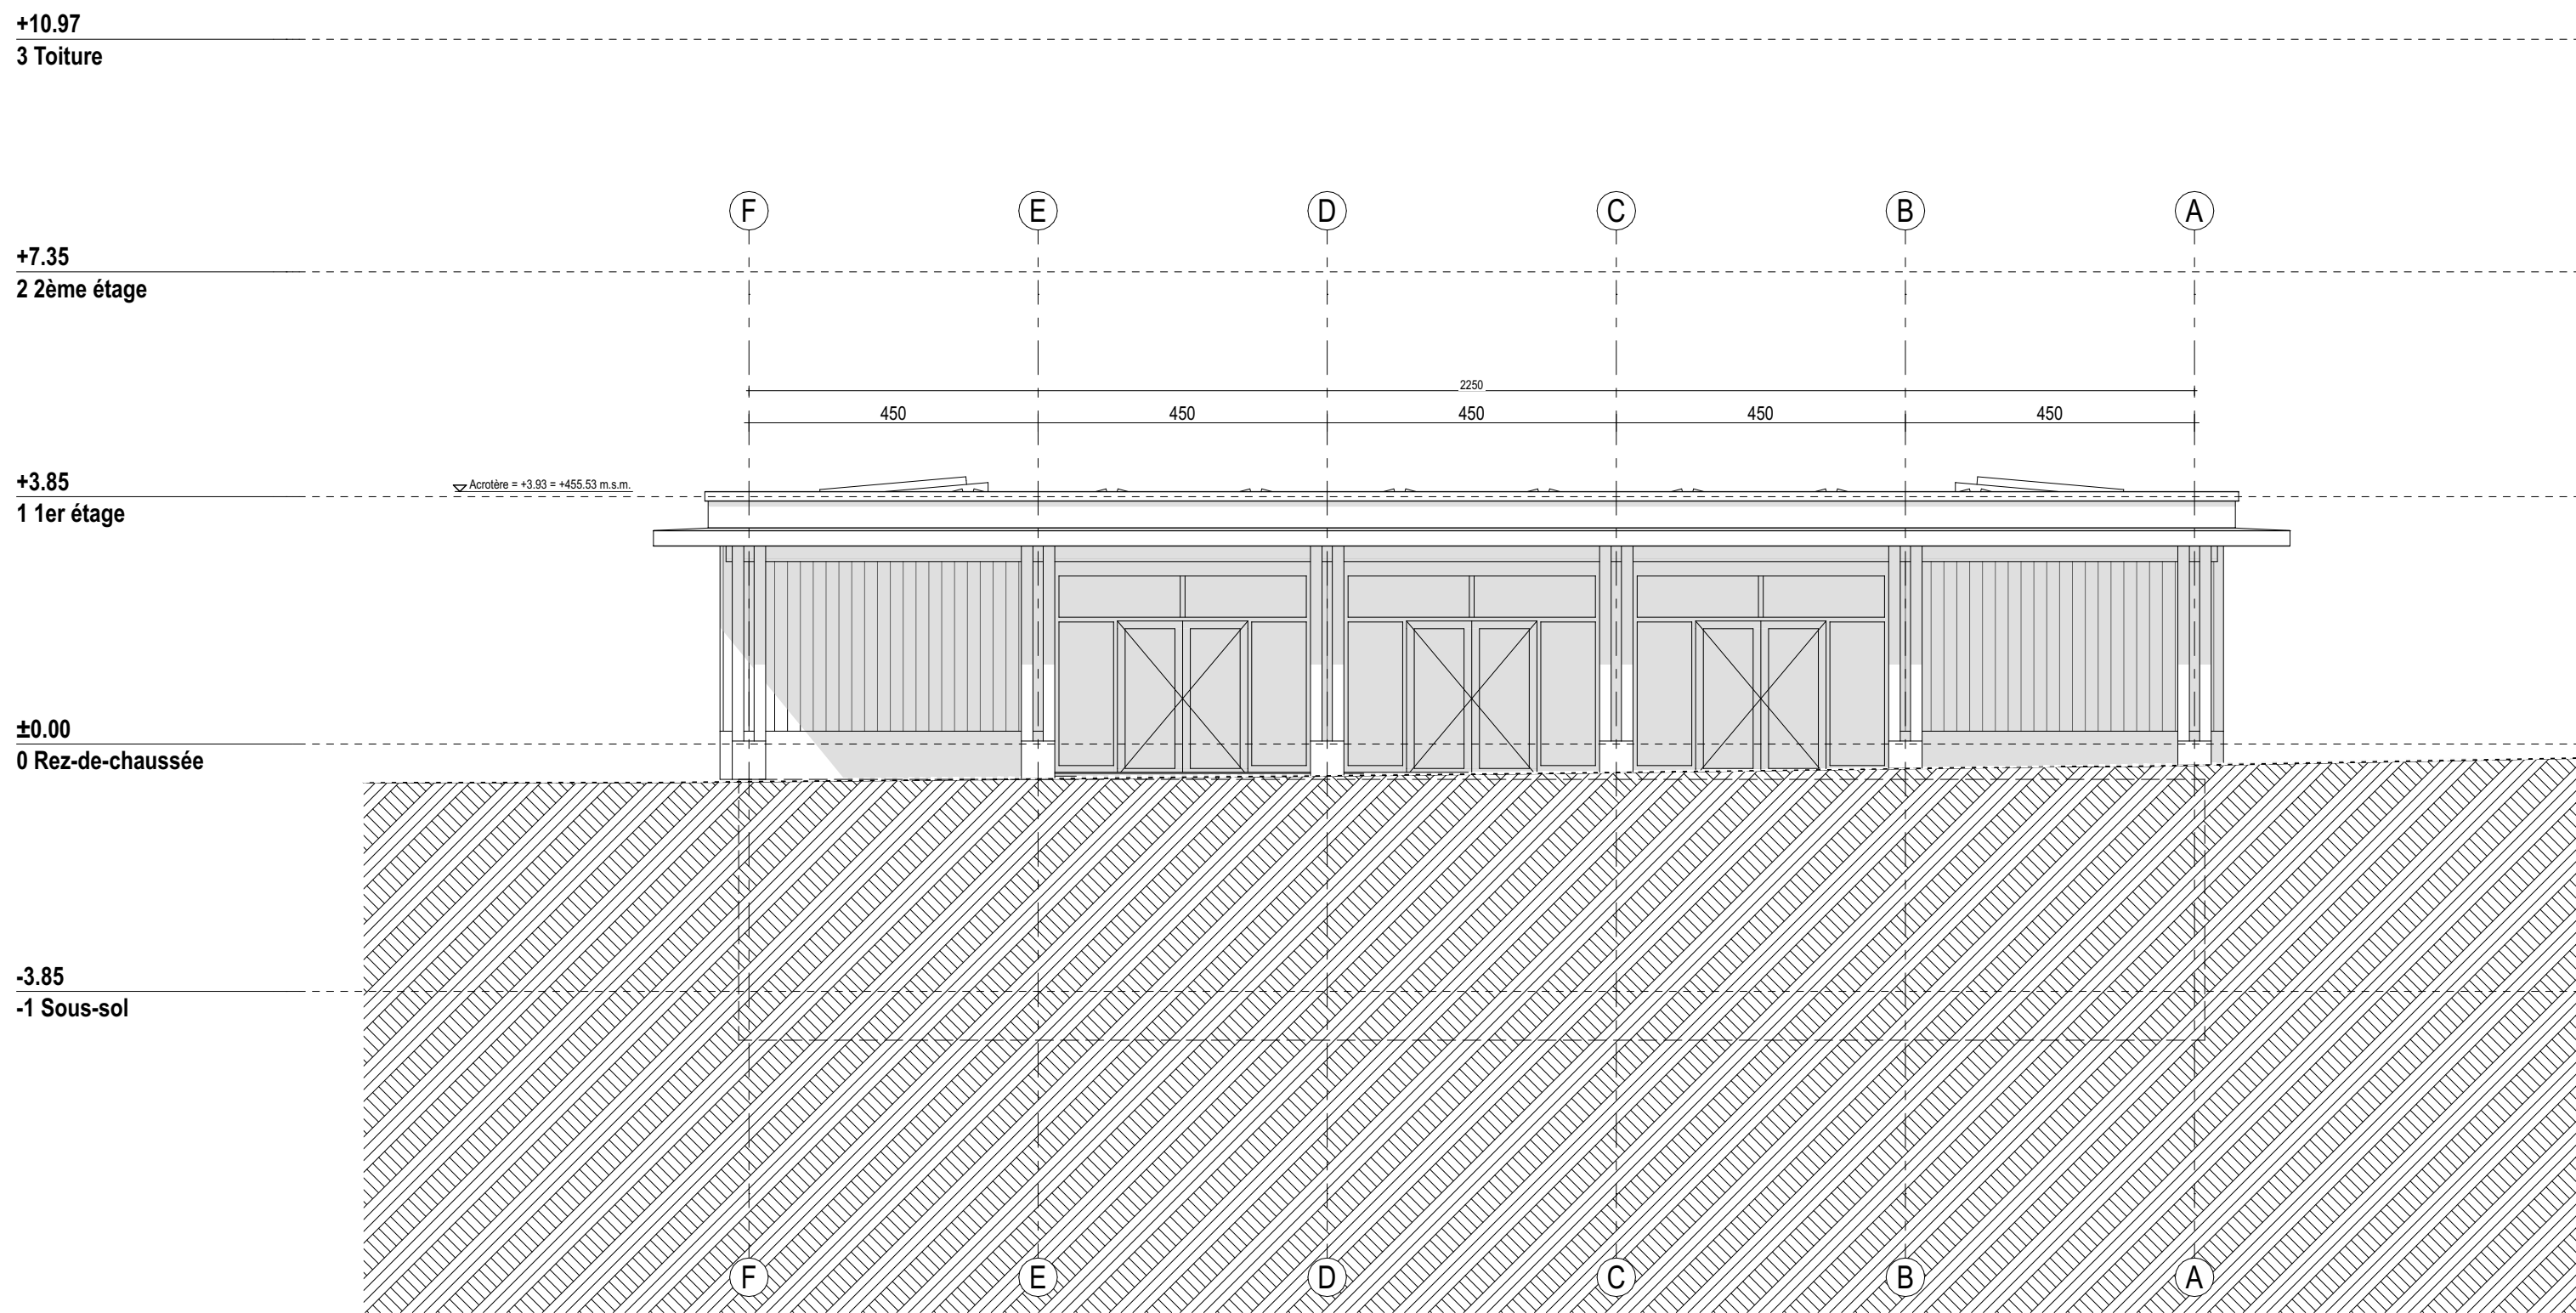 +10.97
3 Toiture
F E D C B A
+7.35
2 2ème étage
2250
450 450 450 450 450
+3.85
Acrotère = +3.93 = +455.53 m.s.m.
1 1er étage
±0.00
0 Rez-de-chaussée
-3.85
-1 Sous-sol
F E D C B A